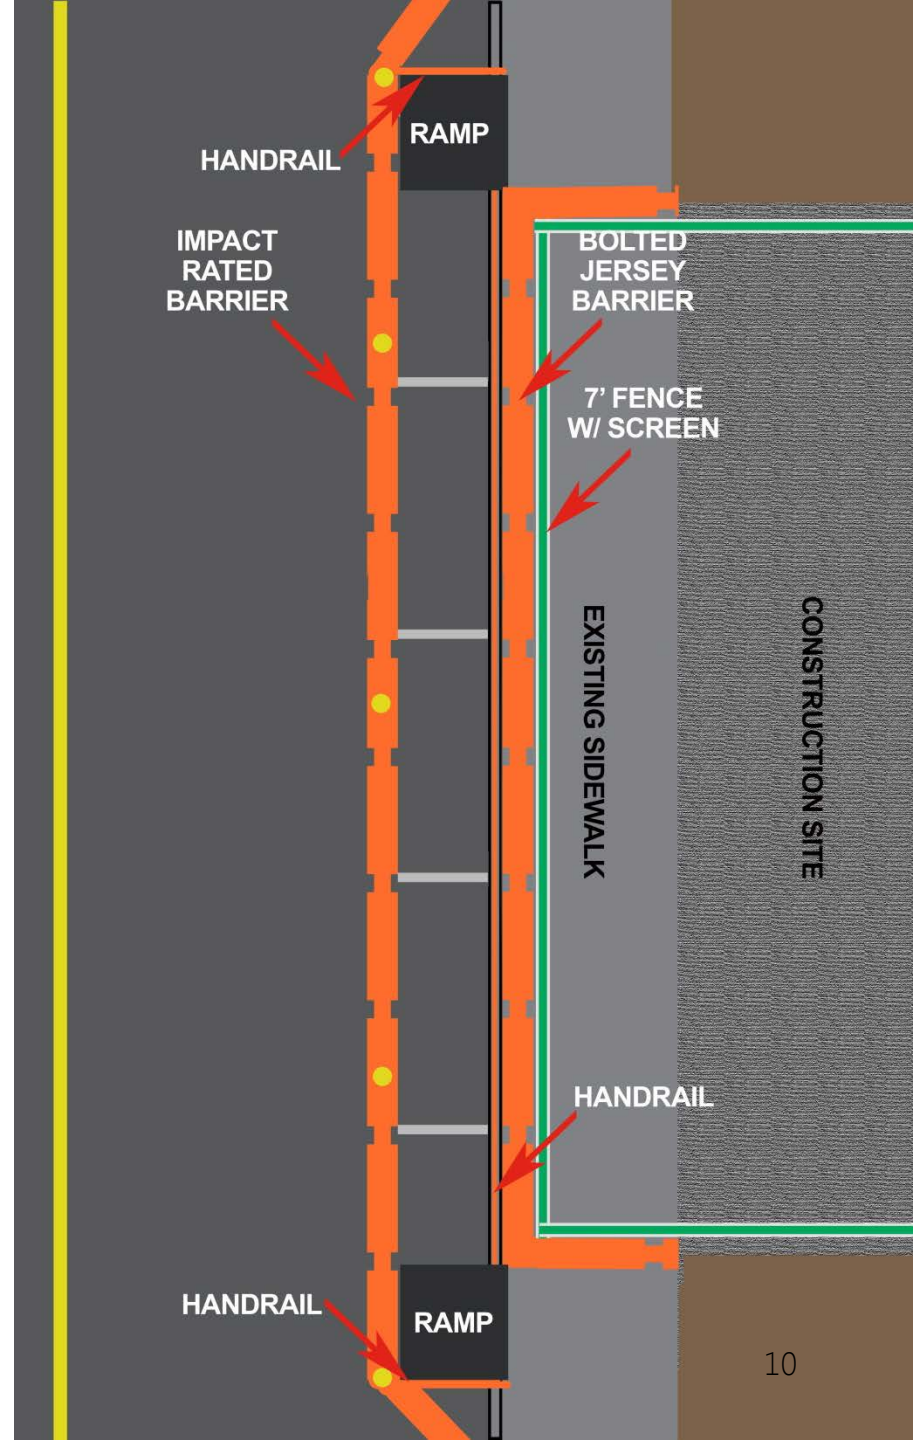 RAMP
HANDRAIL
IMPACT
RATED
BARRIER
BOLTED
JERSEY
BARRIER
7’ FENCE
W/ SCREEN
EXISTING SIDEWALK
CONSTRUCTION SITE
HANDRAIL
HANDRAIL
RAMP
10